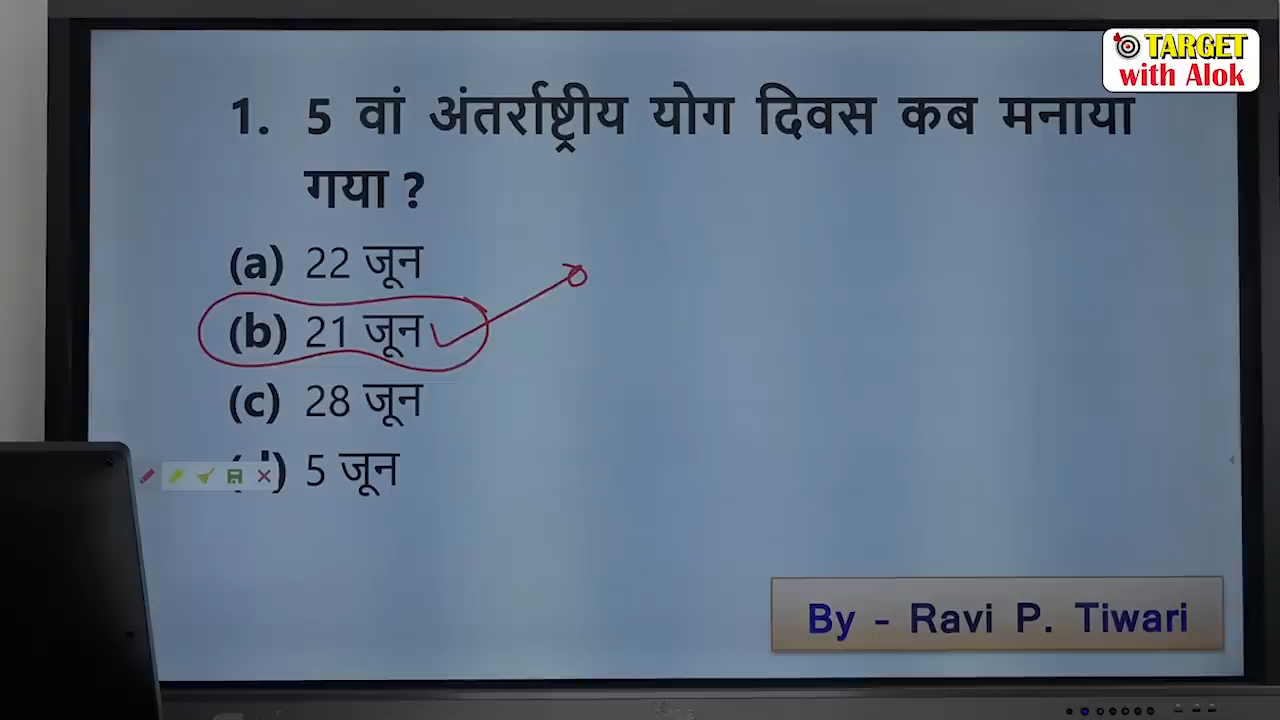 TARGET
with Alok
1. 5 वां अंतर्राष्ट्रीय योग दिवस कब मनाया
गया ?
(a) 22 जून
(b) 21 जून
(c) 28 जून
(d) 5 जून
By - Ravi P. Tiwari